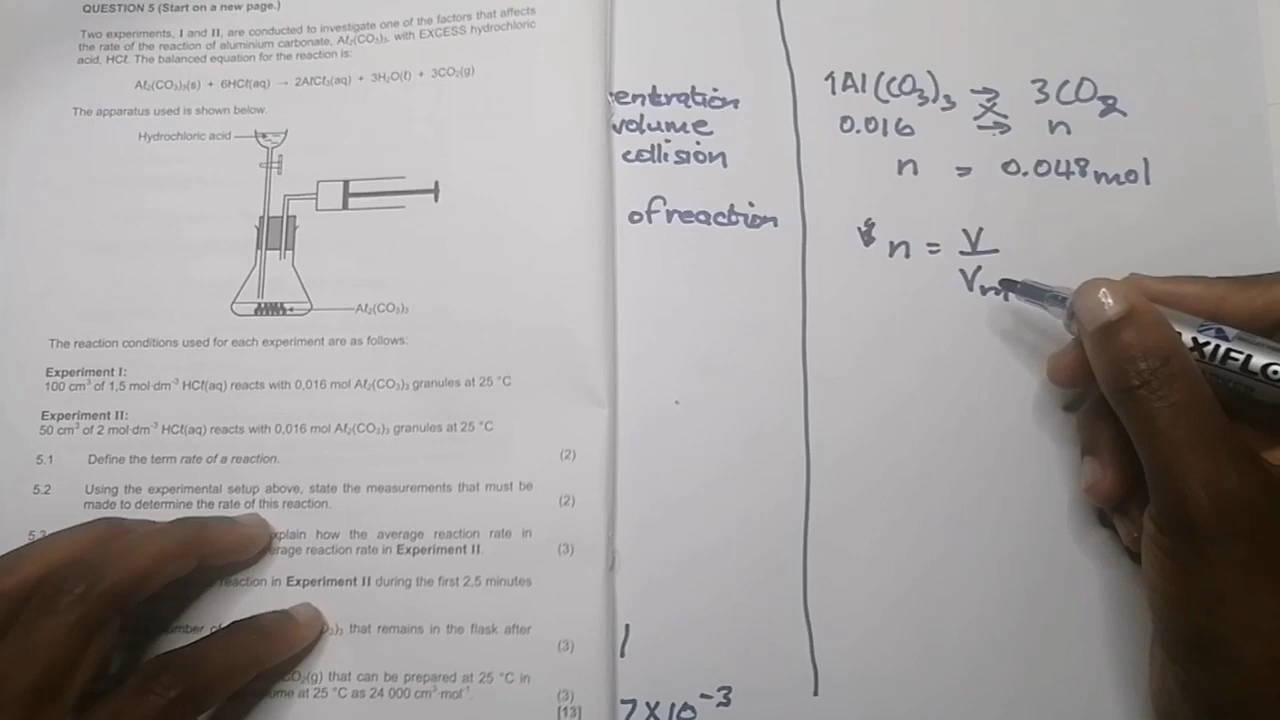 QUESTION 5 (Start on a new page.)
Two experiments, I and II, are conducted to investigate one of the factors that affects
the rate of the reaction of aluminium carbonate, Aℓ₂(CO₃)₃, with EXCESS hydrochloric
acid, HCℓ. The balanced equation for the reaction is:
Aℓ₂(CO₃)₃(s) + 6HCℓ(aq) → 2AℓCℓ₃(aq) + 3H₂O(ℓ) + 3CO₂(g)
The apparatus used is shown below.
Hydrochloric acid
Aℓ₂(CO₃)₃
The reaction conditions used for each experiment are as follows:
Experiment I:
100 cm³ of 1,5 mol·dm⁻³ HCℓ(aq) reacts with 0,016 mol Aℓ₂(CO₃)₃ granules at 25 °C
Experiment II:
50 cm³ of 2 mol·dm⁻³ HCℓ(aq) reacts with 0,016 mol Aℓ₂(CO₃)₃ granules at 25 °C
5.1 Define the term rate of a reaction. (2)
5.2 Using the experimental setup above, state the measurements that must be
made to determine the rate of this reaction. (2)
explain how the average reaction rate in
average reaction rate in Experiment II. (3)
reaction in Experiment II during the first 2,5 minutes
that remains in the flask after
(3)
CO₂(g) that can be prepared at 25 °C in
at 25 °C as 24 000 cm³·mol⁻¹. (3)
[13]
entration
volume
collision
of reaction
7×10⁻³
1Al(CO₃)₃ → 3CO₂
0.016 → n
n = 0.048mol
n = V
Vm